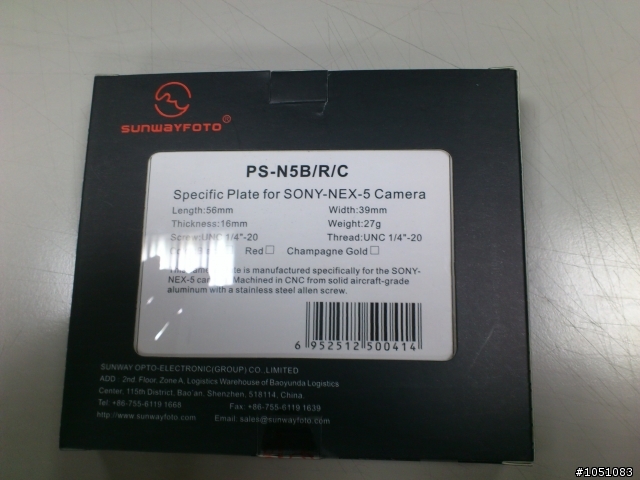 SUNWAYFOTO®
PS-N5B/R/C
Specific Plate for SONY-NEX-5 Camera
Length:56mm Width:39mm
Thickness:16mm Weight:27g
Screw:UNC 1/4"-20 Thread:UNC 1/4"-20
Red☐ Champagne Gold☐
is manufactured specifically for the SONY-
NEX-5 Machined in CNC from solid aircraft-grade
aluminum with a stainless steel allen screw.
6 952512 500414
SUNWAY OPTO-ELECTRONIC(GROUP) CO.,LIMITED
ADD 2nd. Floor, Zone A, Logistics Warehouse of Baoyunda Logistics
Center, 115th District, Bao'an, Shenzhen, 518114, China.
Tel: +86-755-6119 1668 Fax: +86-755-6119 1639
http://www.sunwayfoto.com Email: sales@sunwayfoto.com
#1051083